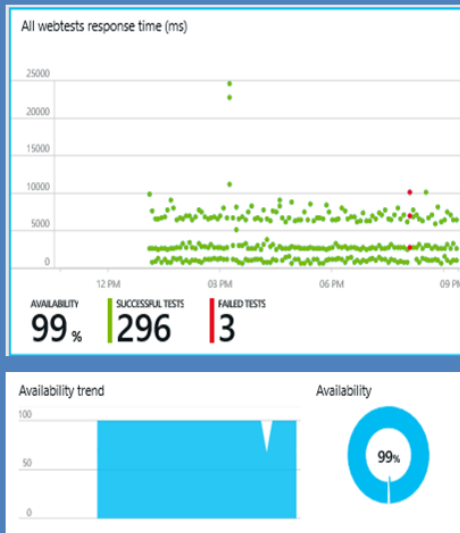 All webtests response time (ms)
25000
20000
15000
10000
5000
0
12 PM 03 PM 06 PM 09 PM
AVAILABILITY SUCCESSFUL TESTS FAILED TESTS
99 % 296 3
Availability trend Availability
100
50
0
99%